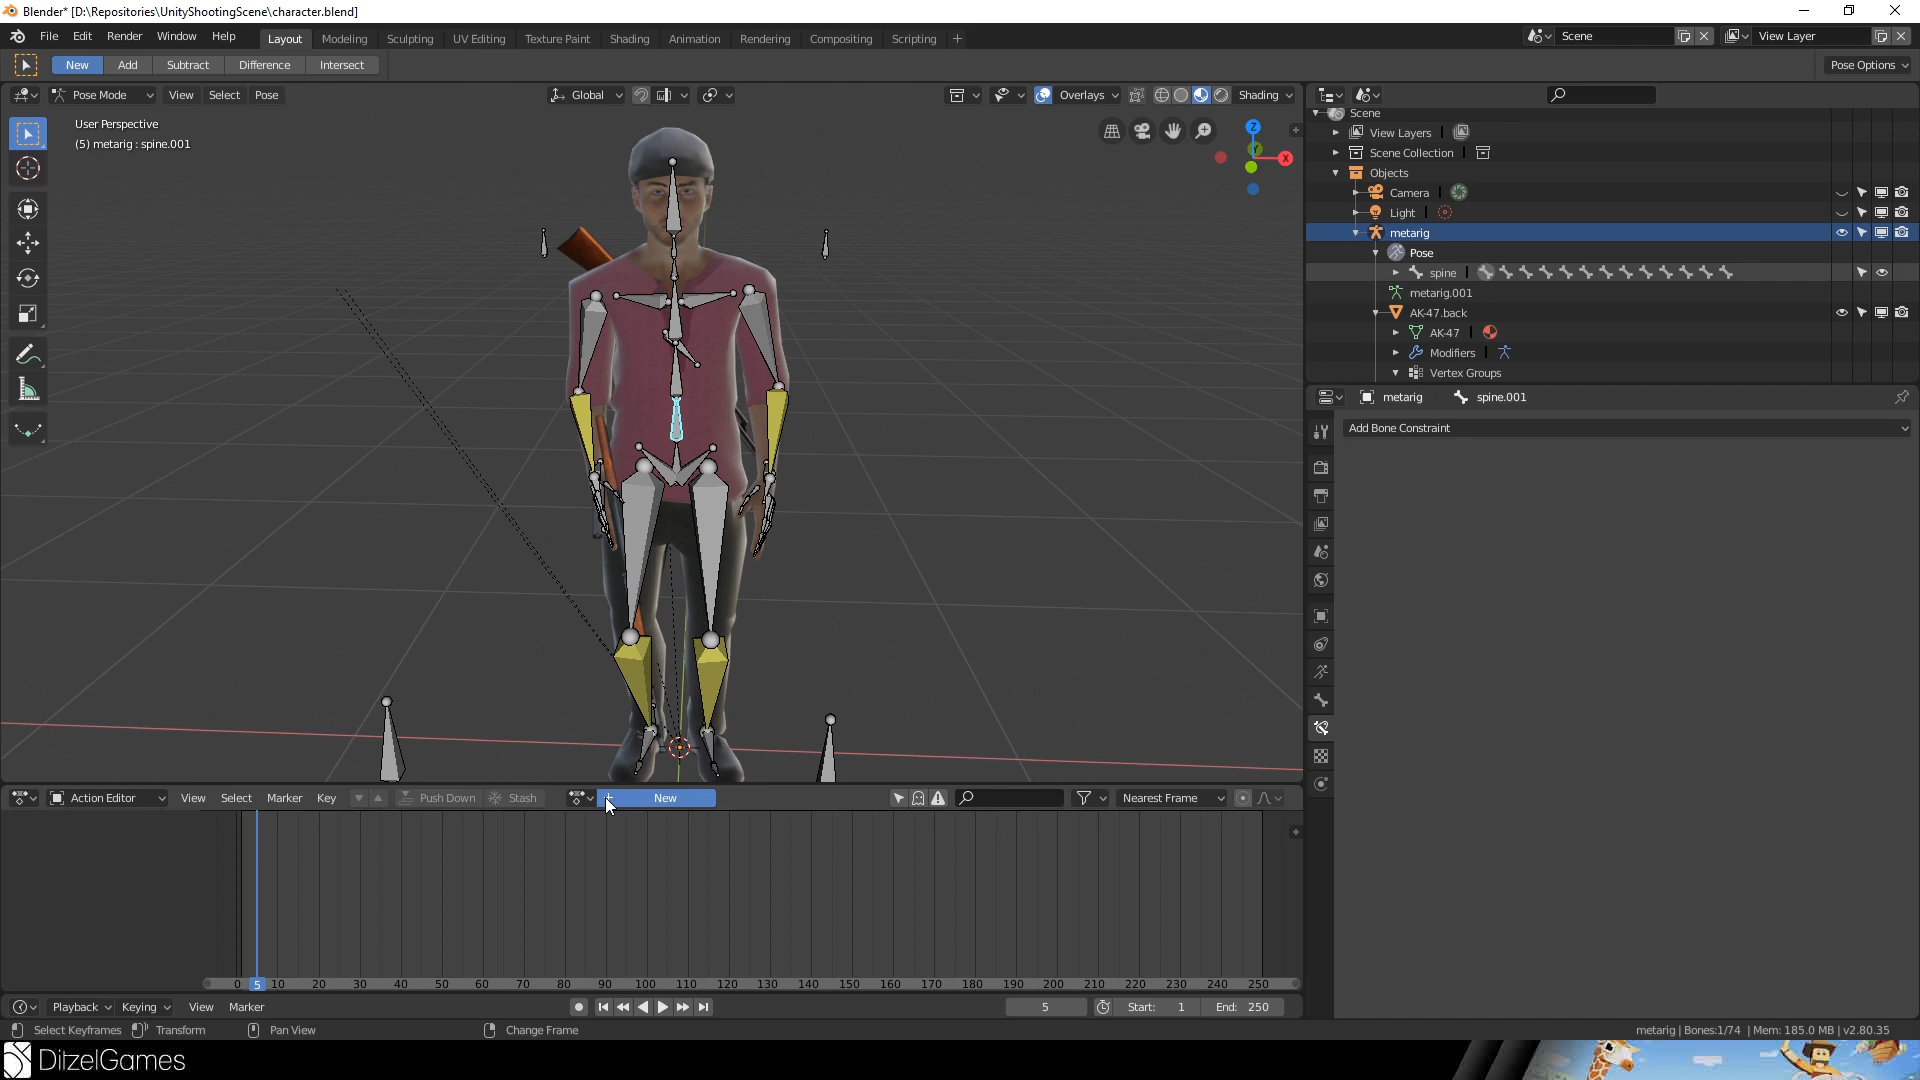 Blender* [D:\Repositories\UnityShootingScene\character.blend]
File Edit Render Window Help Layout Modeling Sculpting UV Editing Texture Paint Shading Animation Rendering Compositing Scripting + Scene View Layer
New Add Subtract Difference Intersect Pose Options
Pose Mode View Select Pose Global Overlays Shading
User Perspective
(5) metarig : spine.001
Z
Y
X
Scene
View Layers
Scene Collection
Objects
Camera
Light
metarig
Pose
spine
metarig.001
AK-47.back
AK-47
Modifiers
Vertex Groups
metarig spine.001
Add Bone Constraint
Action Editor View Select Marker Key Push Down Stash New Nearest Frame
0 5 10 20 30 40 50 60 70 80 90 100 110 120 130 140 150 160 170 180 190 200 210 220 230 240 250
Playback Keying View Marker 5 Start: 1 End: 250
Select Keyframes Transform Pan View Change Frame metarig | Bones:1/74 | Mem: 185.0 MB | v2.80.35
DitzelGames